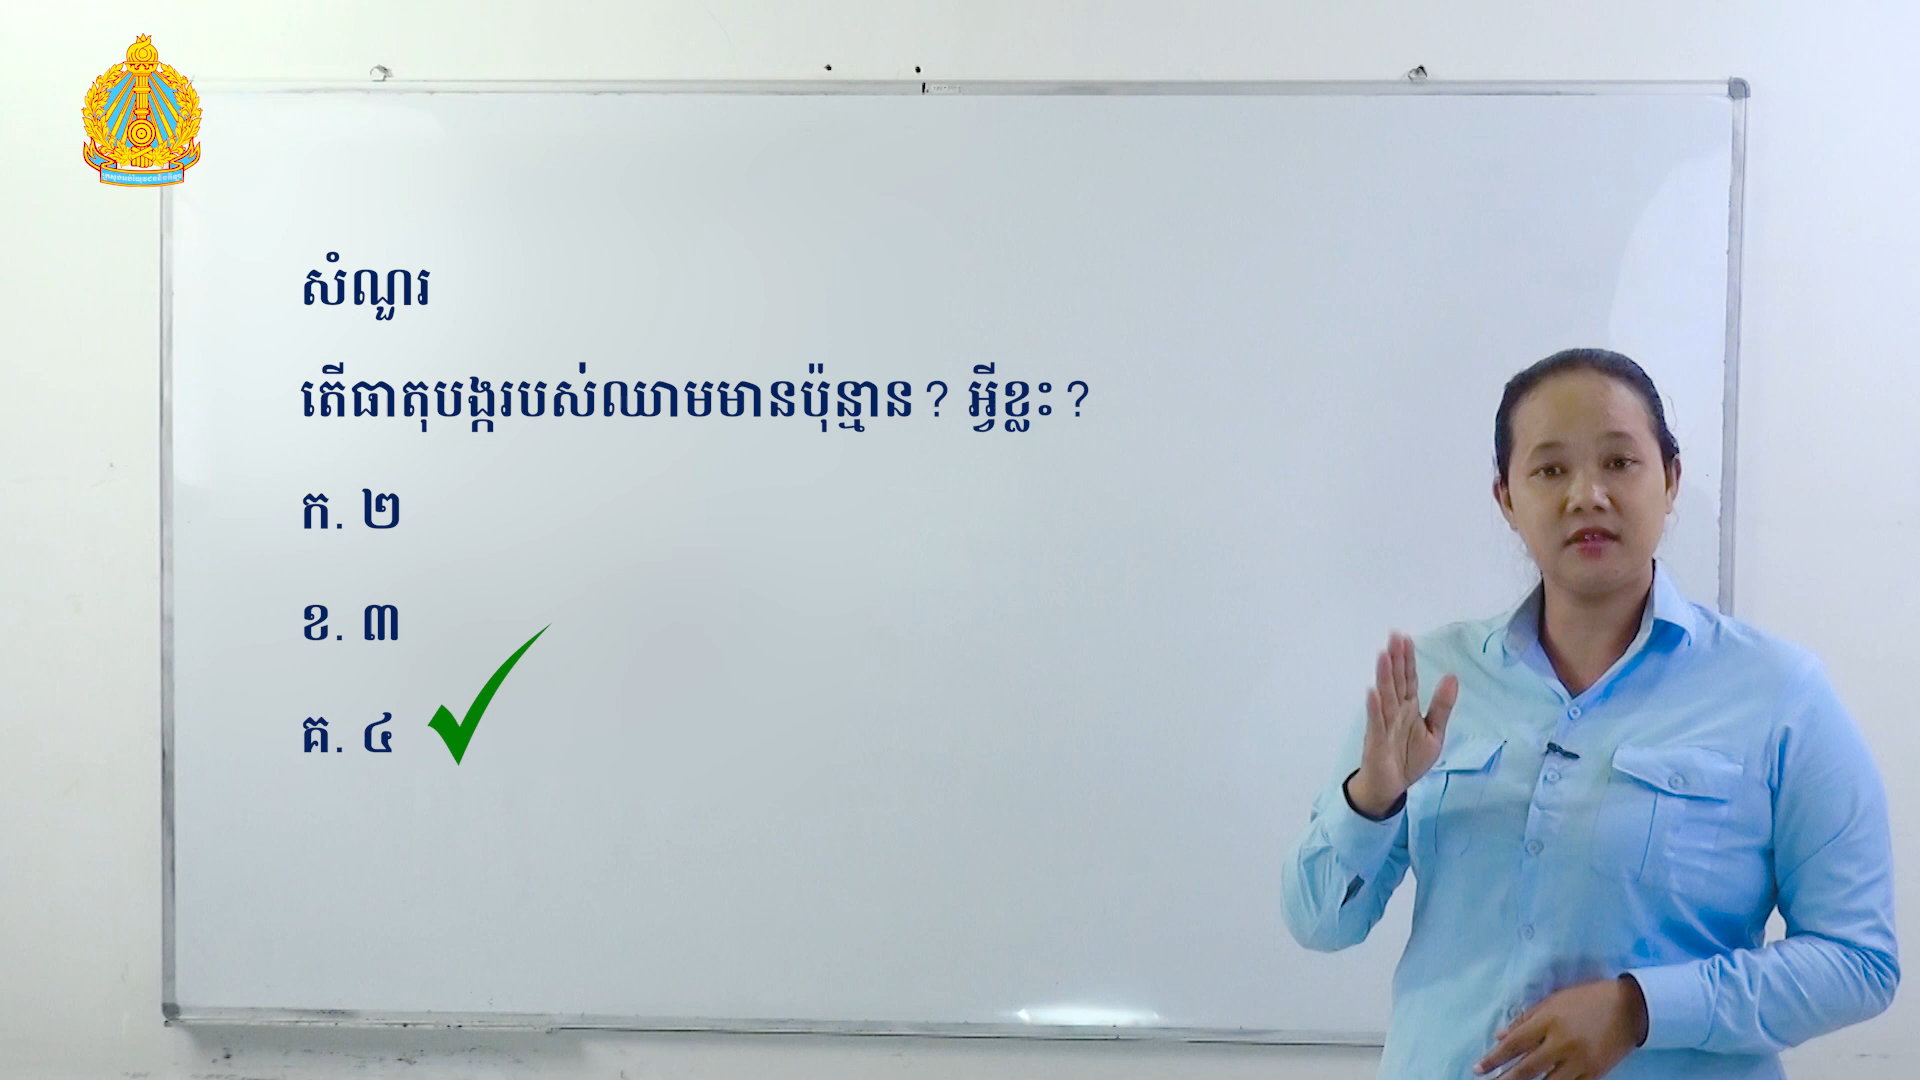 សំណួរ
តើធាតុបង្ករបស់ឈាមមានប៉ុន្មាន? អ្វីខ្លះ?
ក. ២
ខ. ៣
គ. ៤